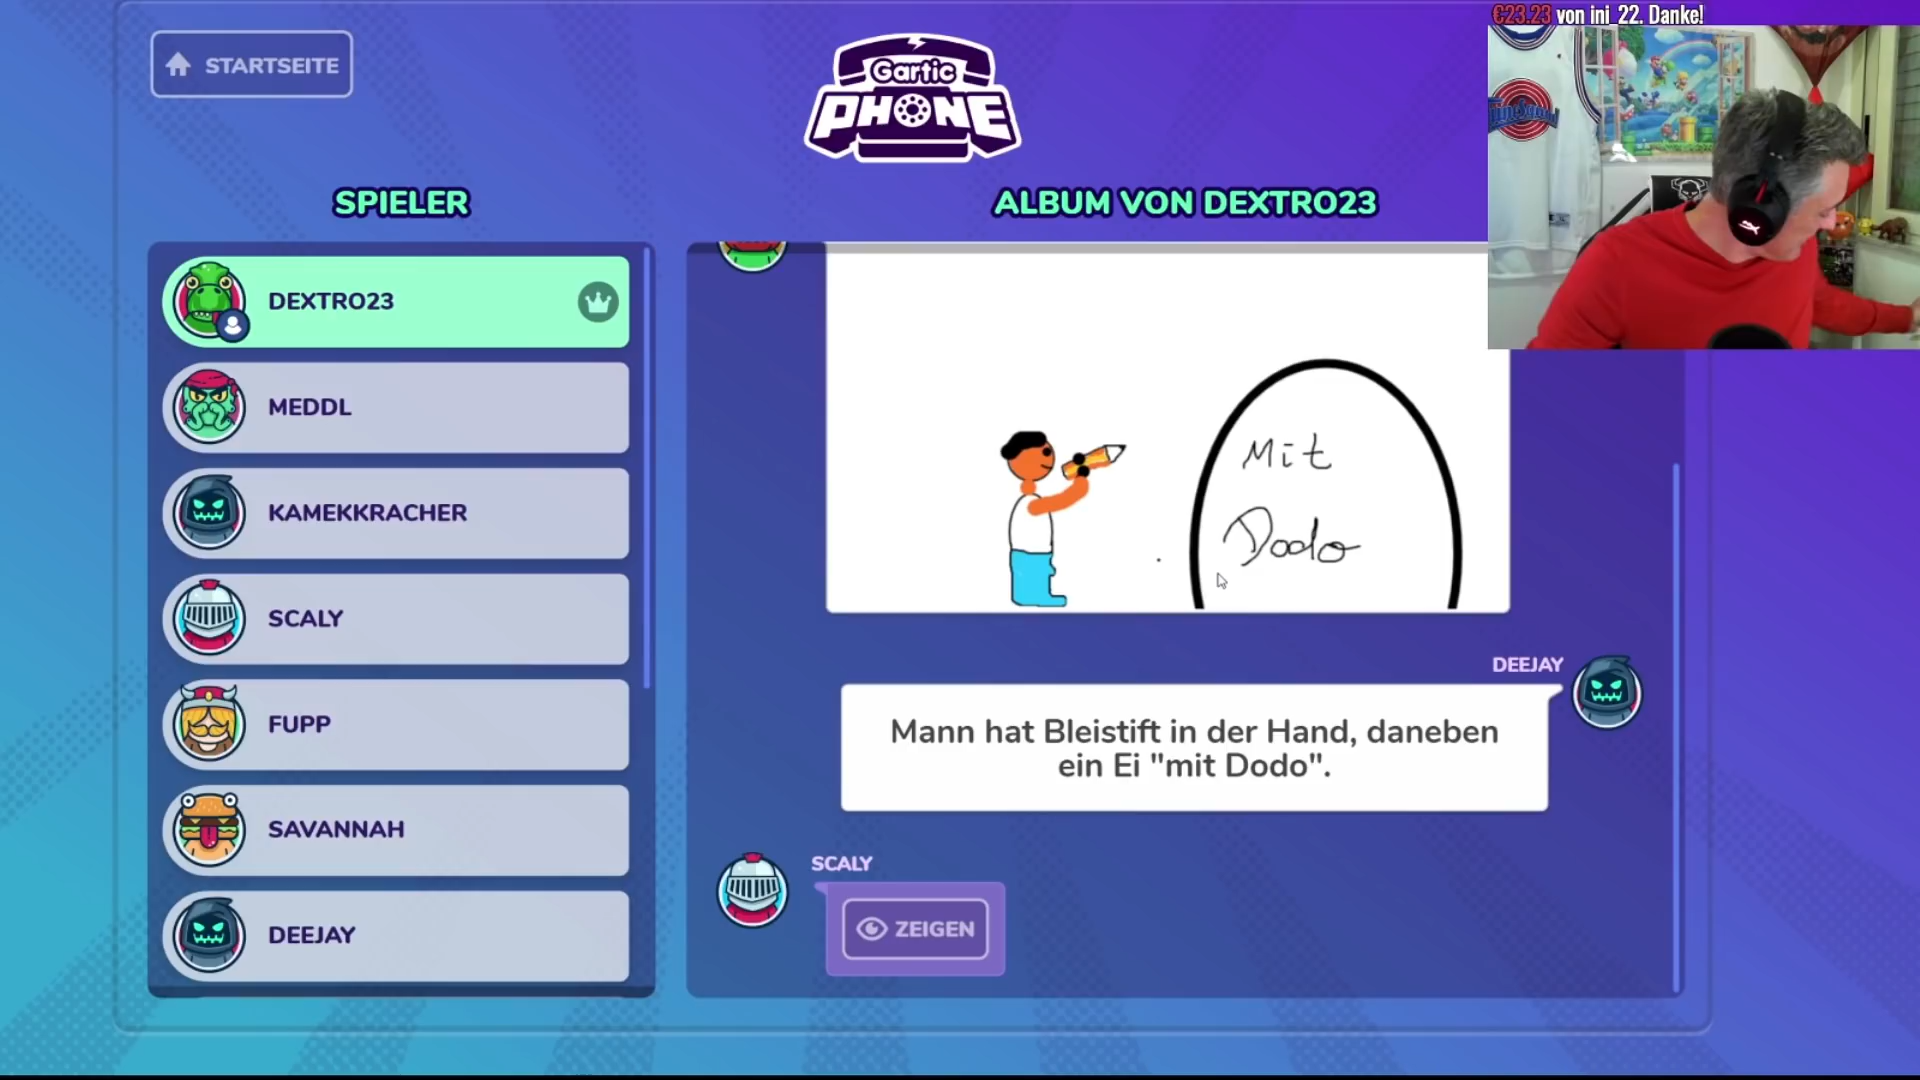 €23.23 von ini_22. Danke!
STARTSEITE
Gartic
PHONE
SPIELER
ALBUM VON DEXTRO23
DEXTRO23
MEDDL
KAMEKKRACHER
SCALY
FUPP
SAVANNAH
DEEJAY
Mit
Dodo
DEEJAY
Mann hat Bleistift in der Hand, daneben
ein Ei "mit Dodo".
SCALY
ZEIGEN